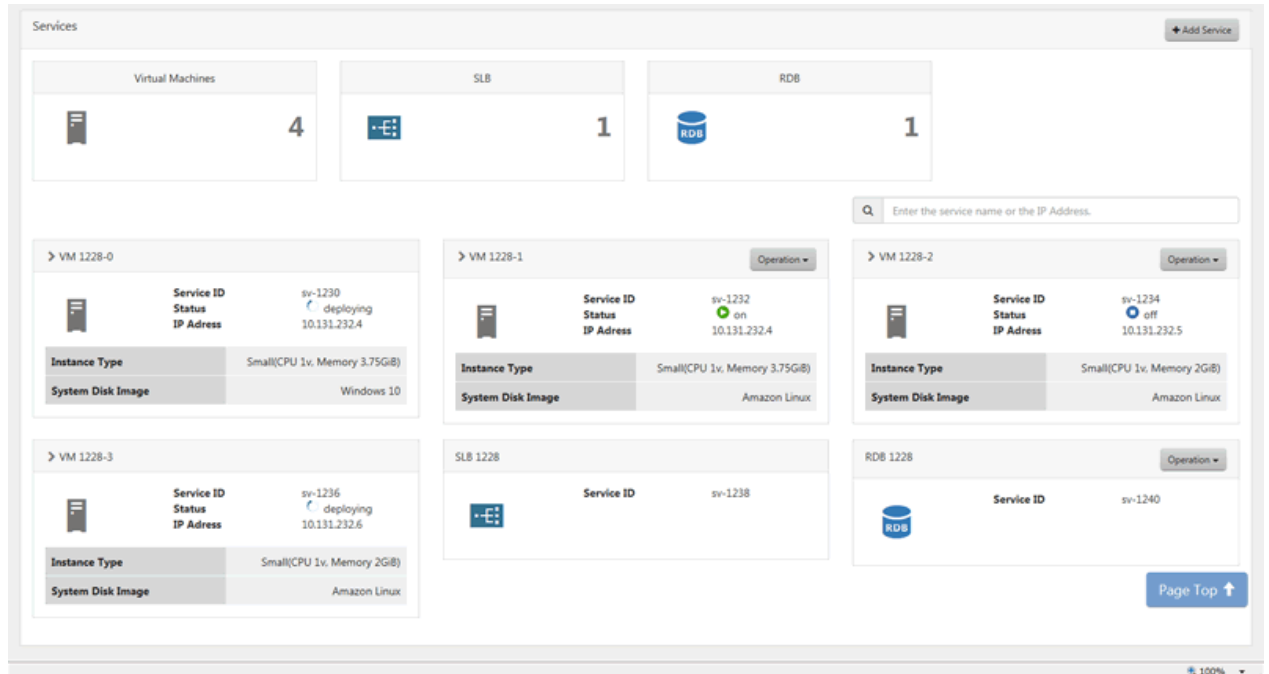 Services
+ Add Service
Virtual Machines
4
SLB
1
RDB
RDB
1
Enter the service name or the IP Address.
VM 1228-0
Service ID sv-1230
Status deploying
IP Adress 10.131.232.4
Instance Type Small(CPU 1v, Memory 3.75GiB)
System Disk Image Windows 10
VM 1228-1
Operation
Service ID sv-1232
Status on
IP Adress 10.131.232.4
Instance Type Small(CPU 1v, Memory 3.75GiB)
System Disk Image Amazon Linux
VM 1228-2
Operation
Service ID sv-1234
Status off
IP Adress 10.131.232.5
Instance Type Small(CPU 1v, Memory 2GiB)
System Disk Image Amazon Linux
VM 1228-3
Service ID sv-1236
Status deploying
IP Adress 10.131.232.6
Instance Type Small(CPU 1v, Memory 2GiB)
System Disk Image Amazon Linux
SLB 1228
Service ID sv-1238
RDB 1228
Operation
RDB
Service ID sv-1240
Page Top
100%